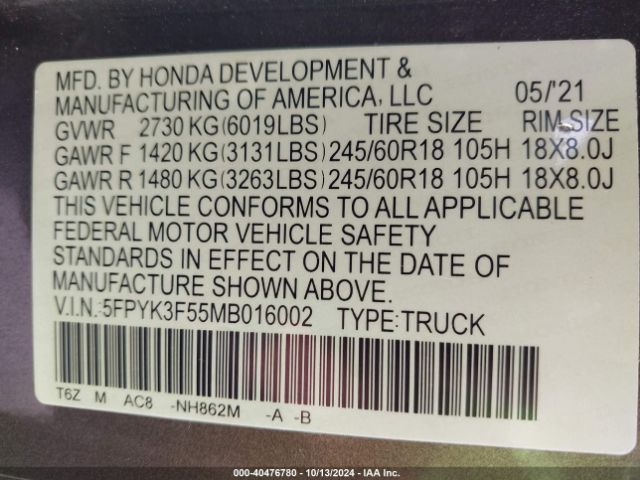 MFD. BY HONDA DEVELOPMENT &
MANUFACTURING OF AMERICA, LLC 05/'21
GVWR 2730 KG(6019LBS) TIRE SIZE RIM SIZE
GAWR F 1420 KG(3131LBS) 245/60R18 105H 18X8.0J
GAWR R 1480 KG(3263LBS) 245/60R18 105H 18X8.0J
THIS VEHICLE CONFORMS TO ALL APPLICABLE
FEDERAL MOTOR VEHICLE SAFETY
STANDARDS IN EFFECT ON THE DATE OF
MANUFACTURE SHOWN ABOVE.
V.I.N.:5FPYK3F55MB016002 TYPE:TRUCK
T6Z M AC8 -NH862M -A -B
000-40476780 | 10/13/2024 - IAA Inc.